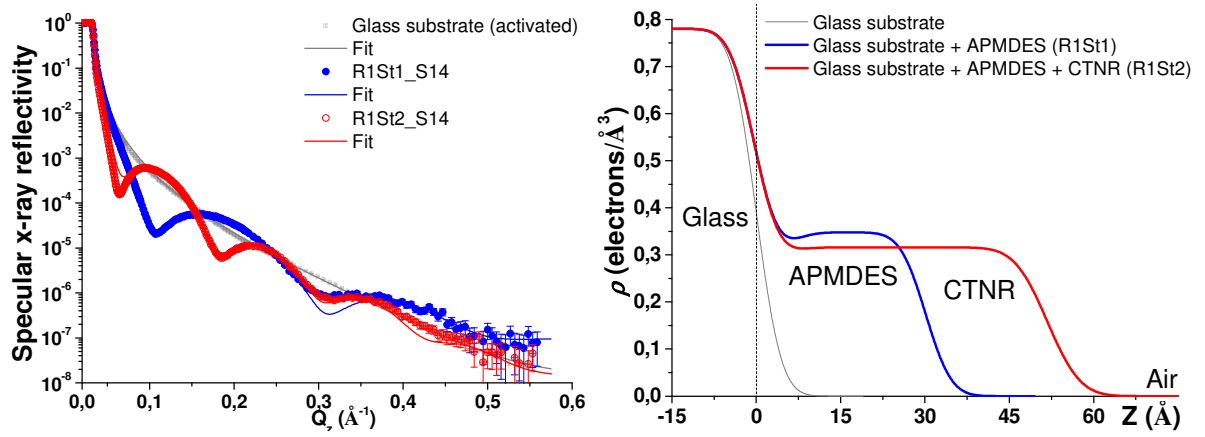 Specular x-ray reflectivity
10^0
10^-1
10^-2
10^-3
10^-4
10^-5
10^-6
10^-7
10^-8
Glass substrate (activated)
Fit
R1St1_S14
Fit
R1St2_S14
Fit
0,0 0,1 0,2 0,3 0,4 0,5 0,6
Q_z (Å^-1)
ρ (electrons/Å^3)
0,8
0,7
0,6
0,5
0,4
0,3
0,2
0,1
0,0
Glass substrate
Glass substrate + APMDES (R1St1)
Glass substrate + APMDES + CTNR (R1St2)
Glass
APMDES
CTNR
Air
-15 0 15 30 45 60
Z (Å)